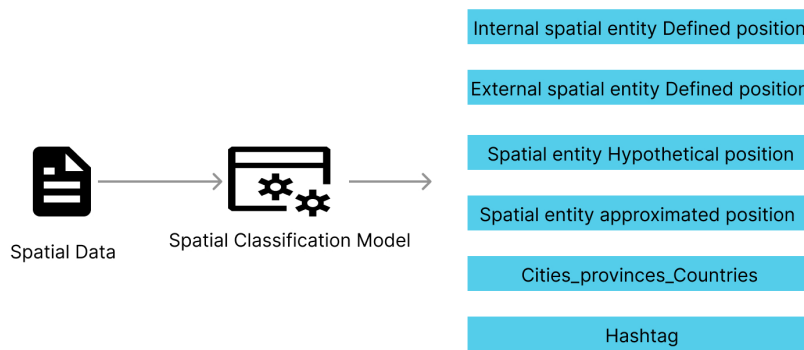 Internal spatial entity Defined position
External spatial entity Defined position
Spatial entity Hypothetical position
Spatial entity approximated position
Spatial Data
Spatial Classification Model
Cities_provinces_Countries
Hashtag